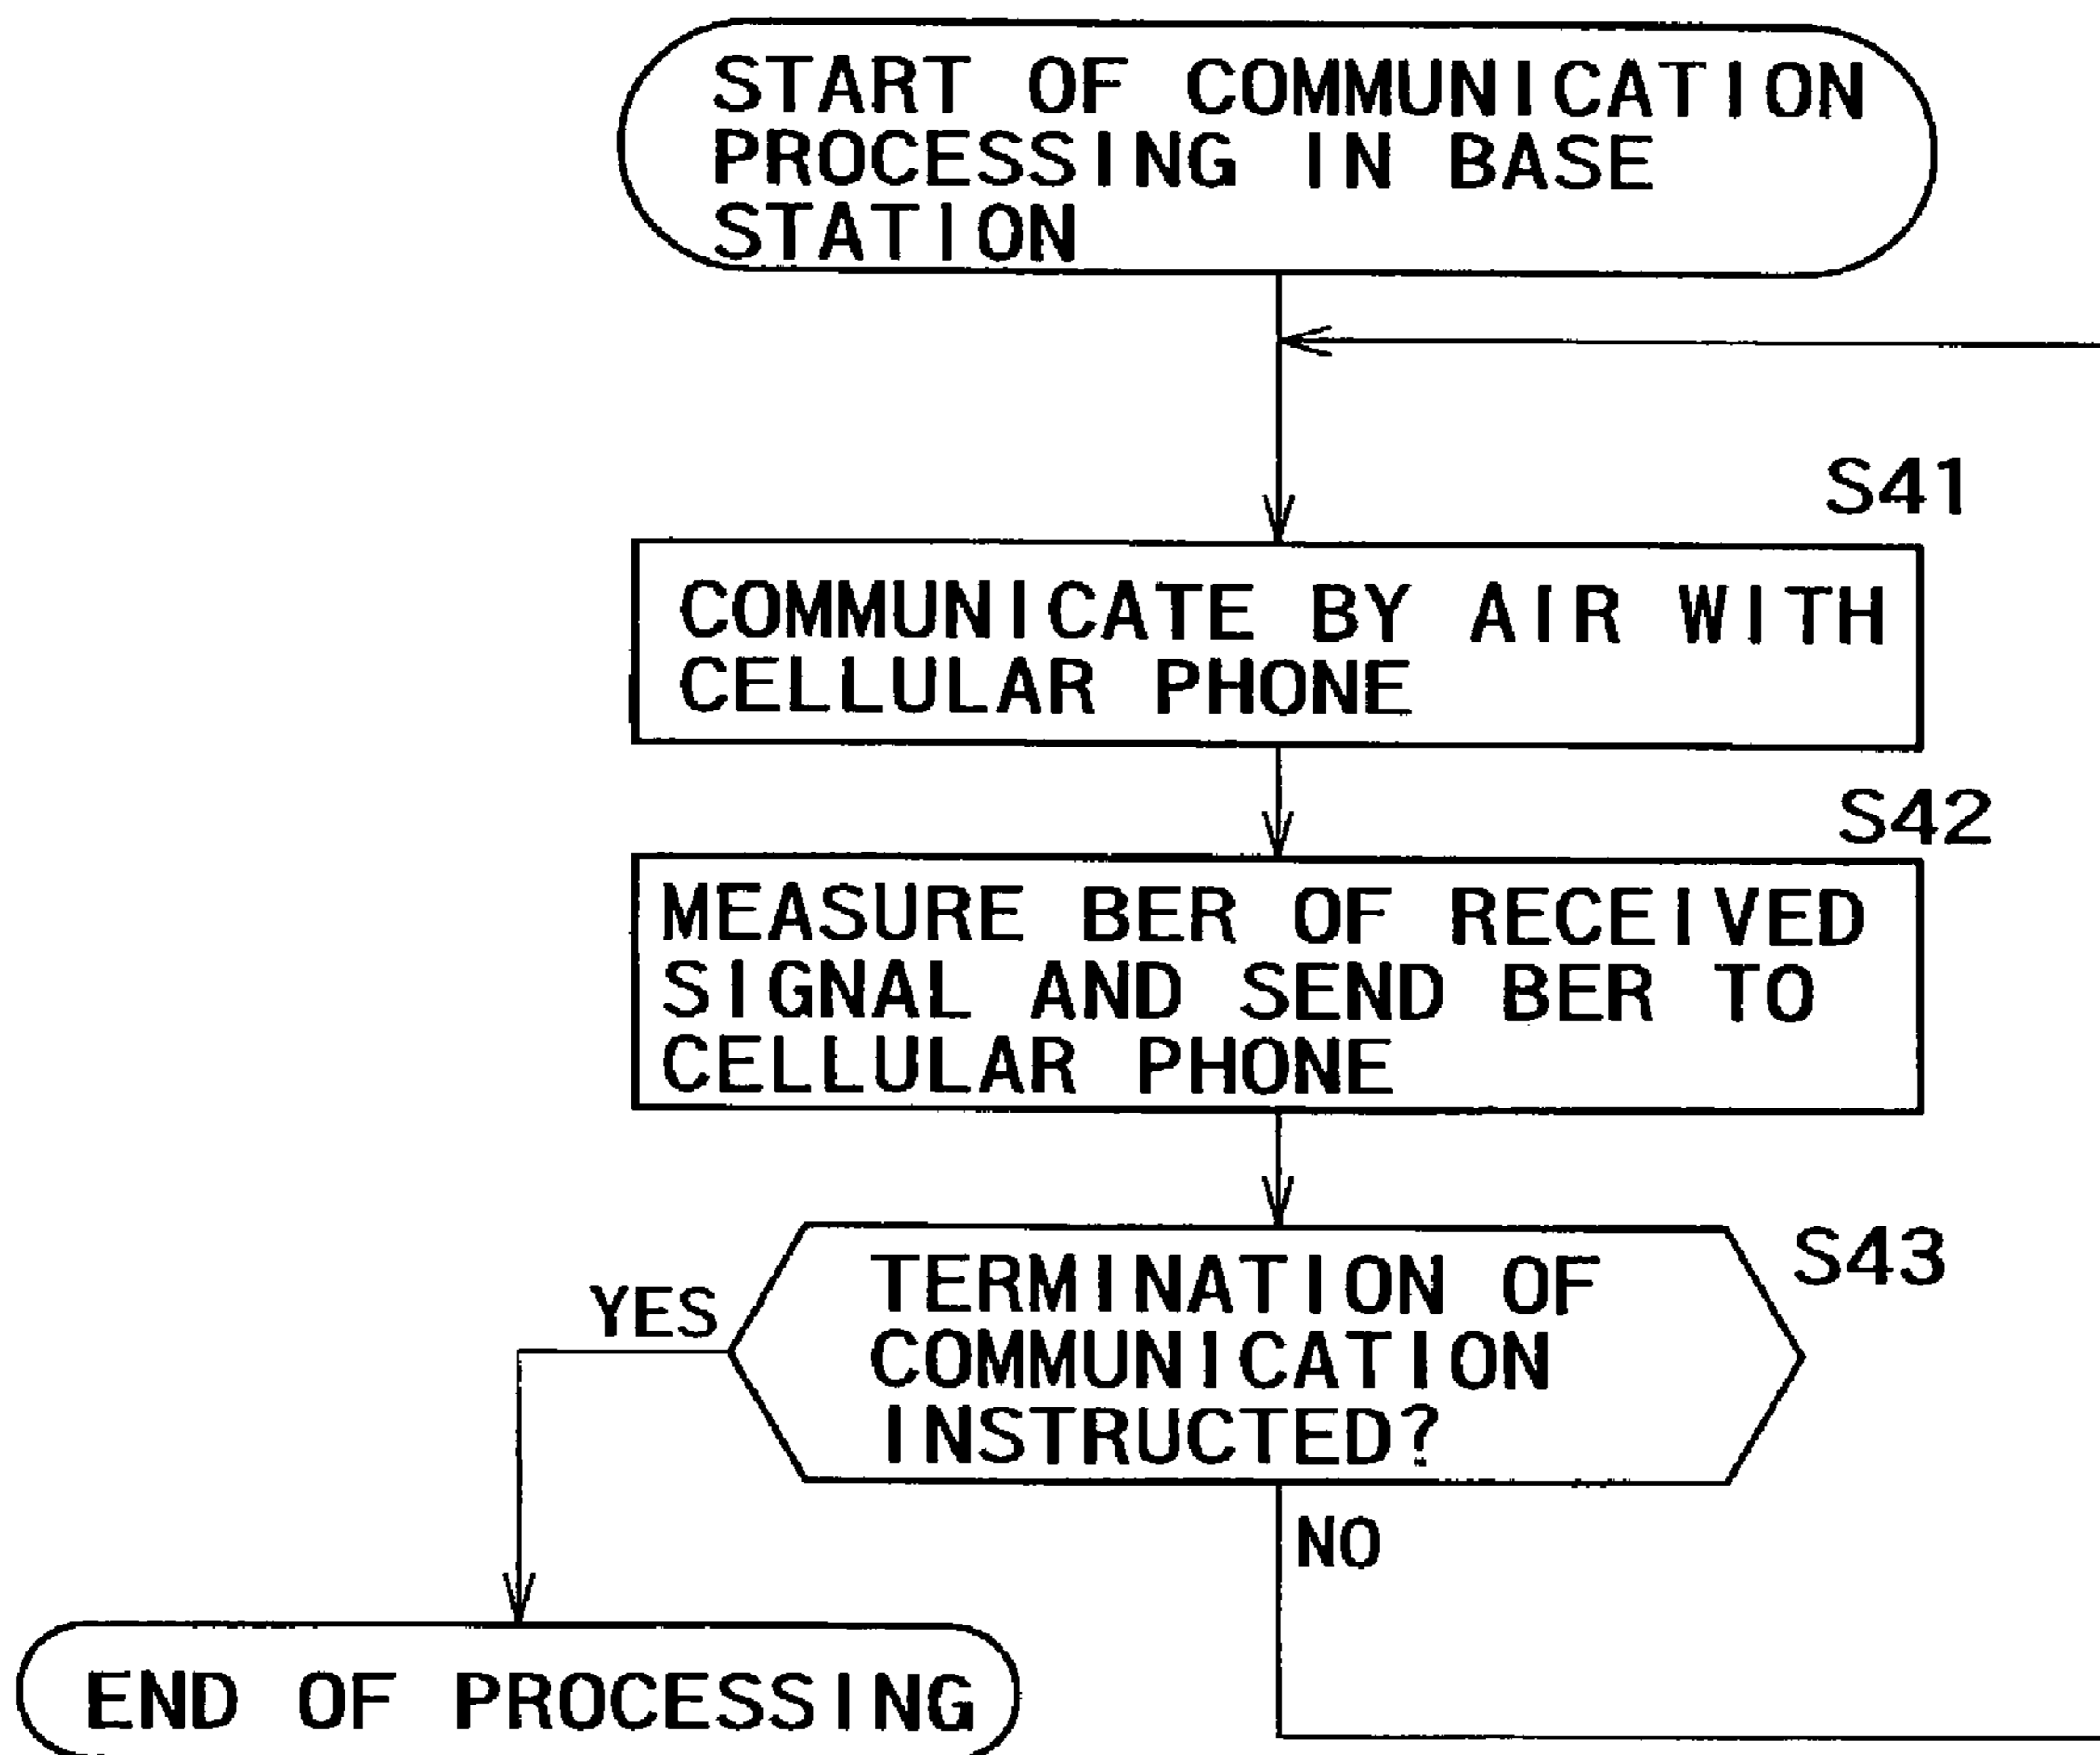 START OF COMMUNICATION
PROCESSING IN BASE
STATION
S41
COMMUNICATE BY AIR WITH
CELLULAR PHONE
S42
MEASURE BER OF RECEIVED
SIGNAL AND SEND BER TO
CELLULAR PHONE
S43
TERMINATION OF
COMMUNICATION
INSTRUCTED?
YES
NO
END OF PROCESSING